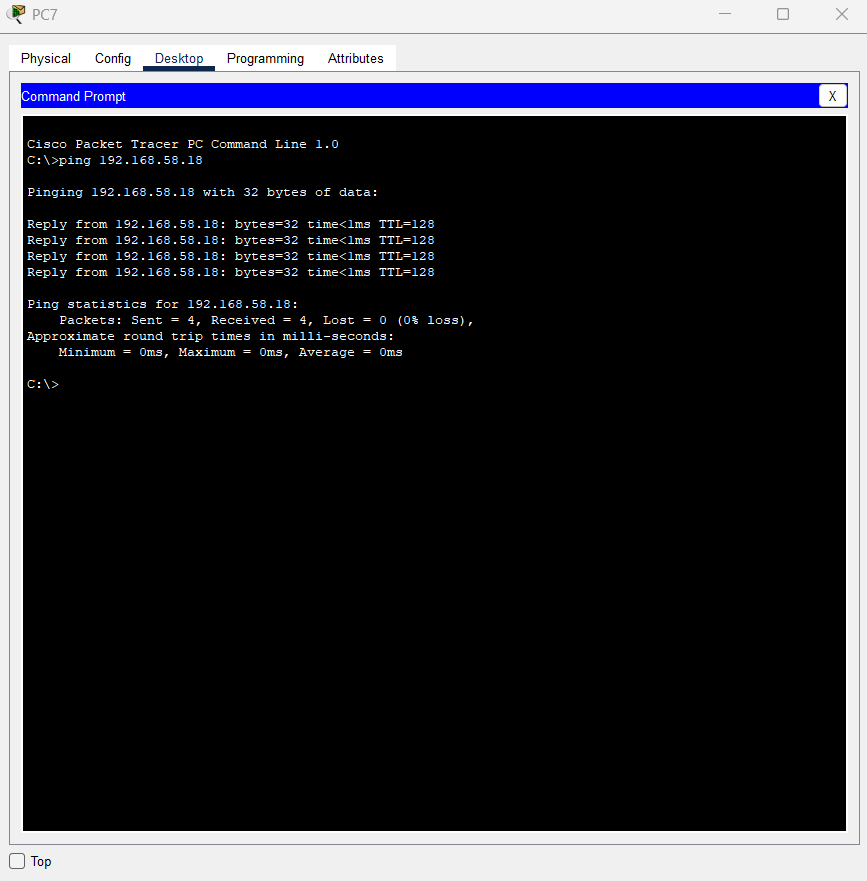 PC7
Physical Config Desktop Programming Attributes
Command Prompt
X
Cisco Packet Tracer PC Command Line 1.0
C:\>ping 192.168.58.18
Pinging 192.168.58.18 with 32 bytes of data:
Reply from 192.168.58.18: bytes=32 time<1ms TTL=128
Reply from 192.168.58.18: bytes=32 time<1ms TTL=128
Reply from 192.168.58.18: bytes=32 time<1ms TTL=128
Reply from 192.168.58.18: bytes=32 time<1ms TTL=128
Ping statistics for 192.168.58.18:
Packets: Sent = 4, Received = 4, Lost = 0 (0% loss),
Approximate round trip times in milli-seconds:
Minimum = 0ms, Maximum = 0ms, Average = 0ms
C:\>
Top